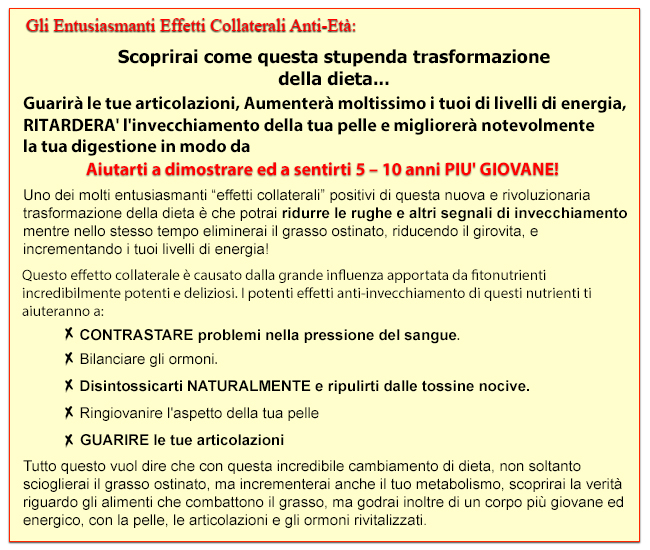 Gli Entusiasmanti Effetti Collaterali Anti-Età:
Scoprirai come questa stupenda trasformazione
della dieta...
Guarirà le tue articolazioni, Aumenterà moltissimo i tuoi di livelli di energia,
RITARDERA' l'invecchiamento della tua pelle e migliorerà notevolmente
la tua digestione in modo da
Aiutarti a dimostrare ed a sentirti 5 – 10 anni PIU' GIOVANE!
Uno dei molti entusiasmanti “effetti collaterali” positivi di questa nuova e rivoluzionaria
trasformazione della dieta è che potrai ridurre le rughe e altri segnali di invecchiamento
mentre nello stesso tempo eliminerai il grasso ostinato, riducendo il girovita, e
incrementando i tuoi livelli di energia!
Questo effetto collaterale è causato dalla grande influenza apportata da fitonutrienti
incredibilmente potenti e deliziosi. I potenti effetti anti-invecchiamento di questi nutrienti ti
aiuteranno a:
✗ CONTRASTARE problemi nella pressione del sangue.
✗ Bilanciare gli ormoni.
✗ Disintossicarti NATURALMENTE e ripulirti dalle tossine nocive.
✗ Ringiovanire l'aspetto della tua pelle
✗ GUARIRE le tue articolazioni
Tutto questo vuol dire che con questa incredibile cambiamento di dieta, non soltanto
scioglierai il grasso ostinato, ma incrementerai anche il tuo metabolismo, scoprirai la verità
riguardo gli alimenti che combattono il grasso, ma godrai inoltre di un corpo più giovane ed
energico, con la pelle, le articolazioni e gli ormoni rivitalizzati.